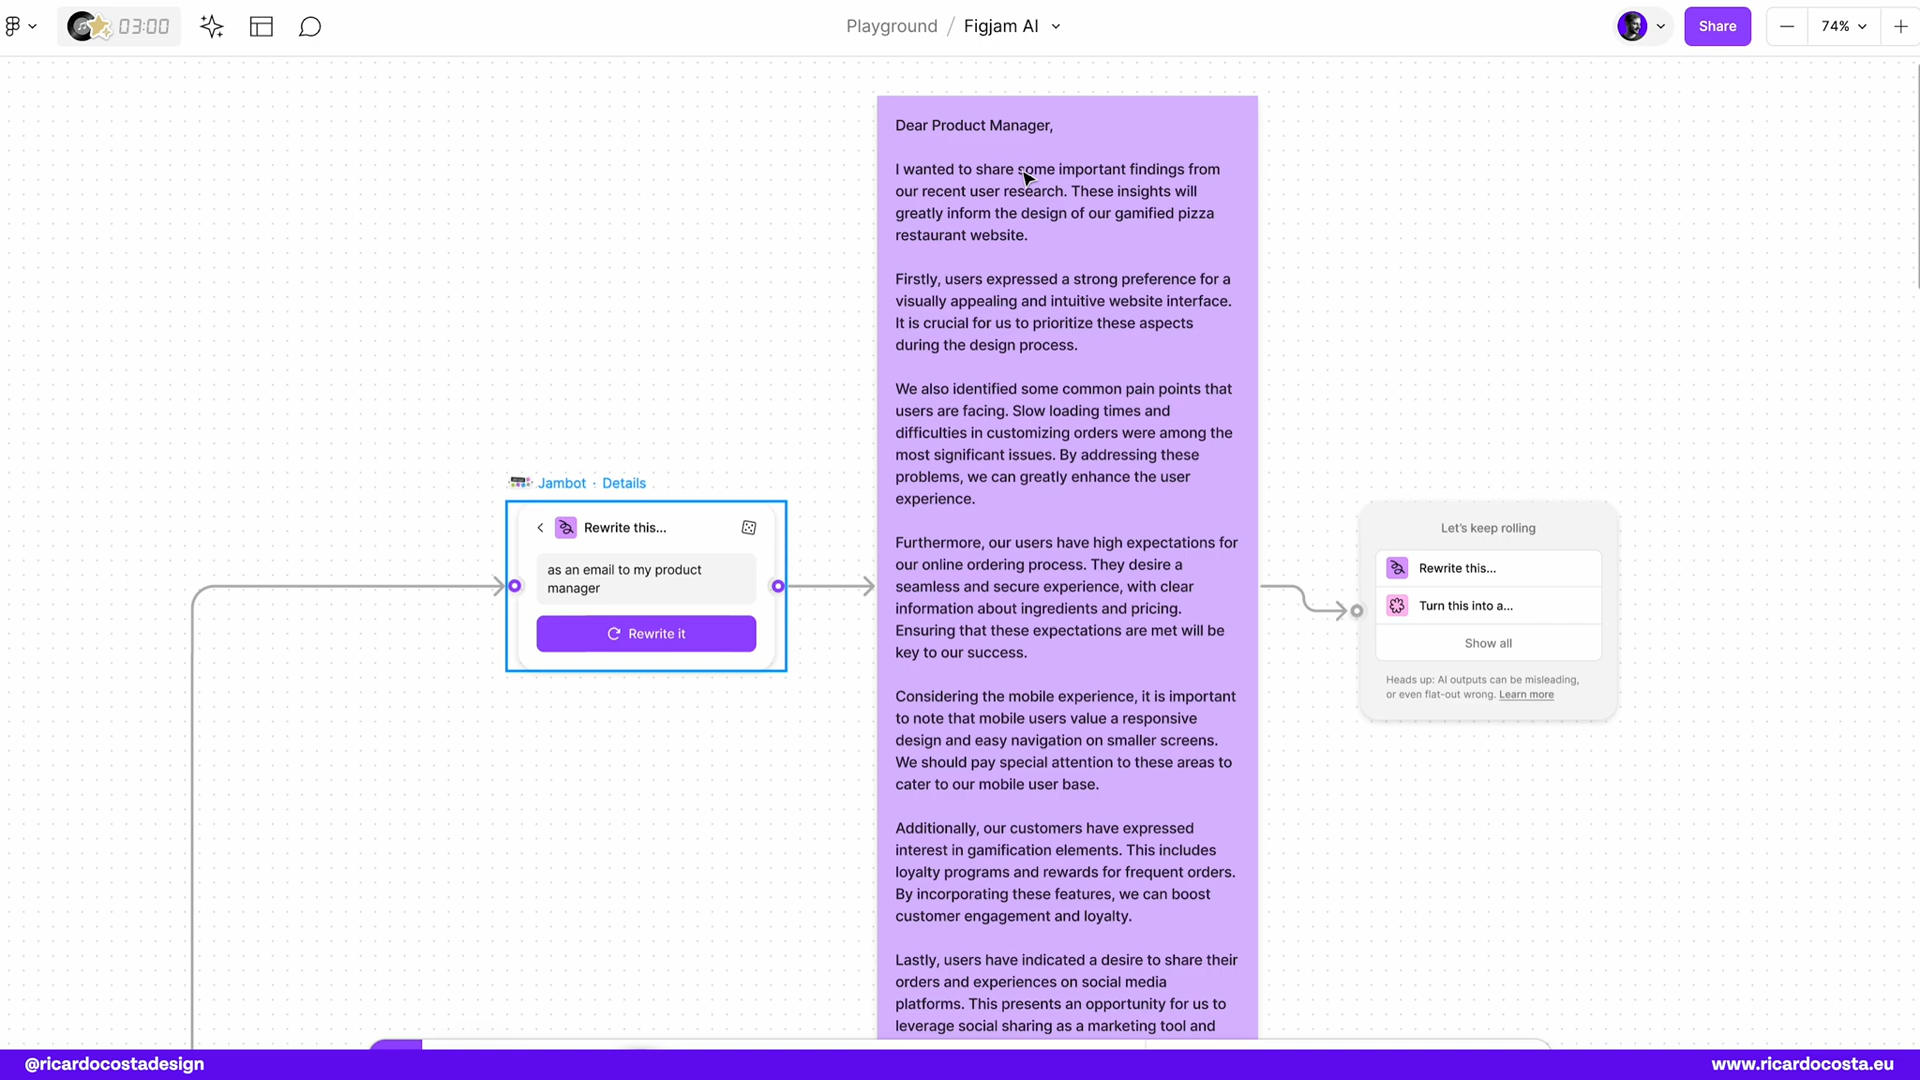 03:00
Playground / Figjam AI
Share
74%
Dear Product Manager,
I wanted to share some important findings from
our recent user research. These insights will
greatly inform the design of our gamified pizza
restaurant website.
Firstly, users expressed a strong preference for a
visually appealing and intuitive website interface.
It is crucial for us to prioritize these aspects
during the design process.
We also identified some common pain points that
users are facing. Slow loading times and
difficulties in customizing orders were among the
most significant issues. By addressing these
problems, we can greatly enhance the user
experience.
Furthermore, our users have high expectations for
our online ordering process. They desire a
seamless and secure experience, with clear
information about ingredients and pricing.
Ensuring that these expectations are met will be
key to our success.
Considering the mobile experience, it is important
to note that mobile users value a responsive
design and easy navigation on smaller screens.
We should pay special attention to these areas to
cater to our mobile user base.
Additionally, our customers have expressed
interest in gamification elements. This includes
loyalty programs and rewards for frequent orders.
By incorporating these features, we can boost
customer engagement and loyalty.
Lastly, users have indicated a desire to share their
orders and experiences on social media
platforms. This presents an opportunity for us to
leverage social sharing as a marketing tool and
Jambot · Details
Rewrite this...
as an email to my product
manager
Rewrite it
Let's keep rolling
Rewrite this...
Turn this into a...
Show all
Heads up: AI outputs can be misleading,
or even flat-out wrong. Learn more
@ricardocostadesign
www.ricardocosta.eu